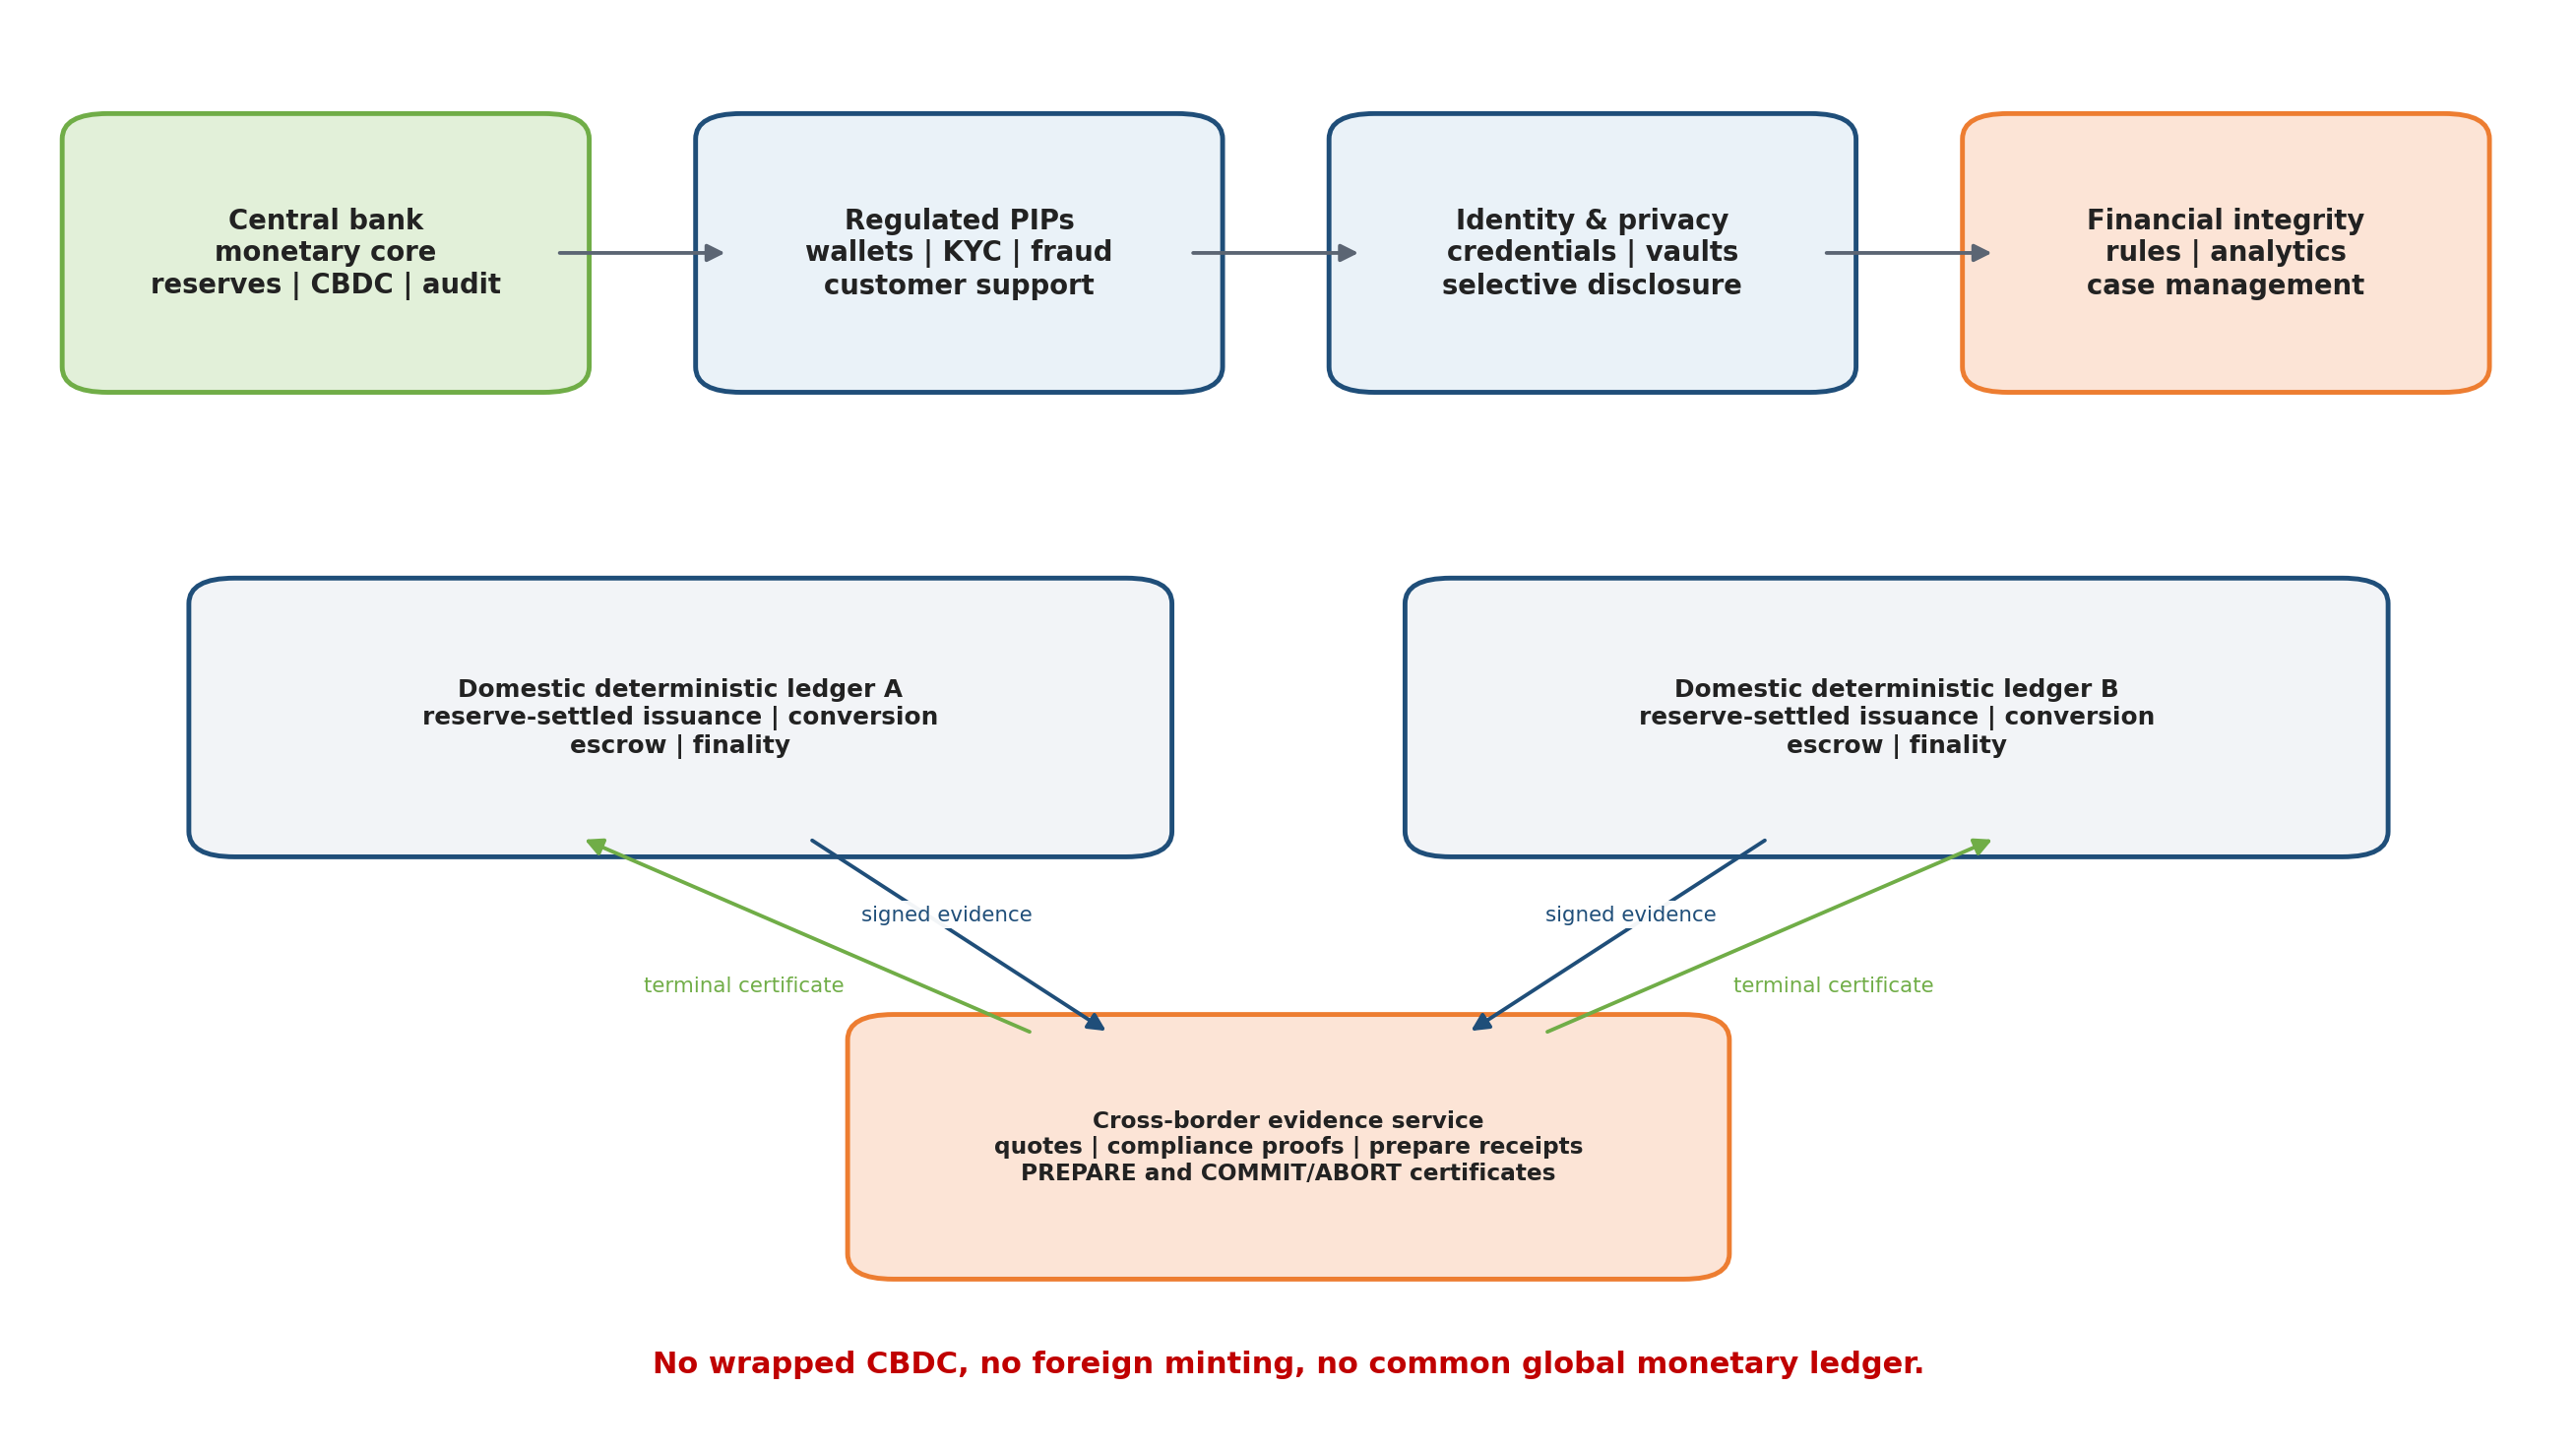 Central bank
monetary core
reserves | CBDC | audit
Regulated PIPs
wallets | KYC | fraud
customer support
Identity & privacy
credentials | vaults
selective disclosure
Financial integrity
rules | analytics
case management
Domestic deterministic ledger A
reserve-settled issuance | conversion
escrow | finality
Domestic deterministic ledger B
reserve-settled issuance | conversion
escrow | finality
signed evidence
signed evidence
terminal certificate
terminal certificate
Cross-border evidence service
quotes | compliance proofs | prepare receipts
PREPARE and COMMIT/ABORT certificates
No wrapped CBDC, no foreign minting, no common global monetary ledger.